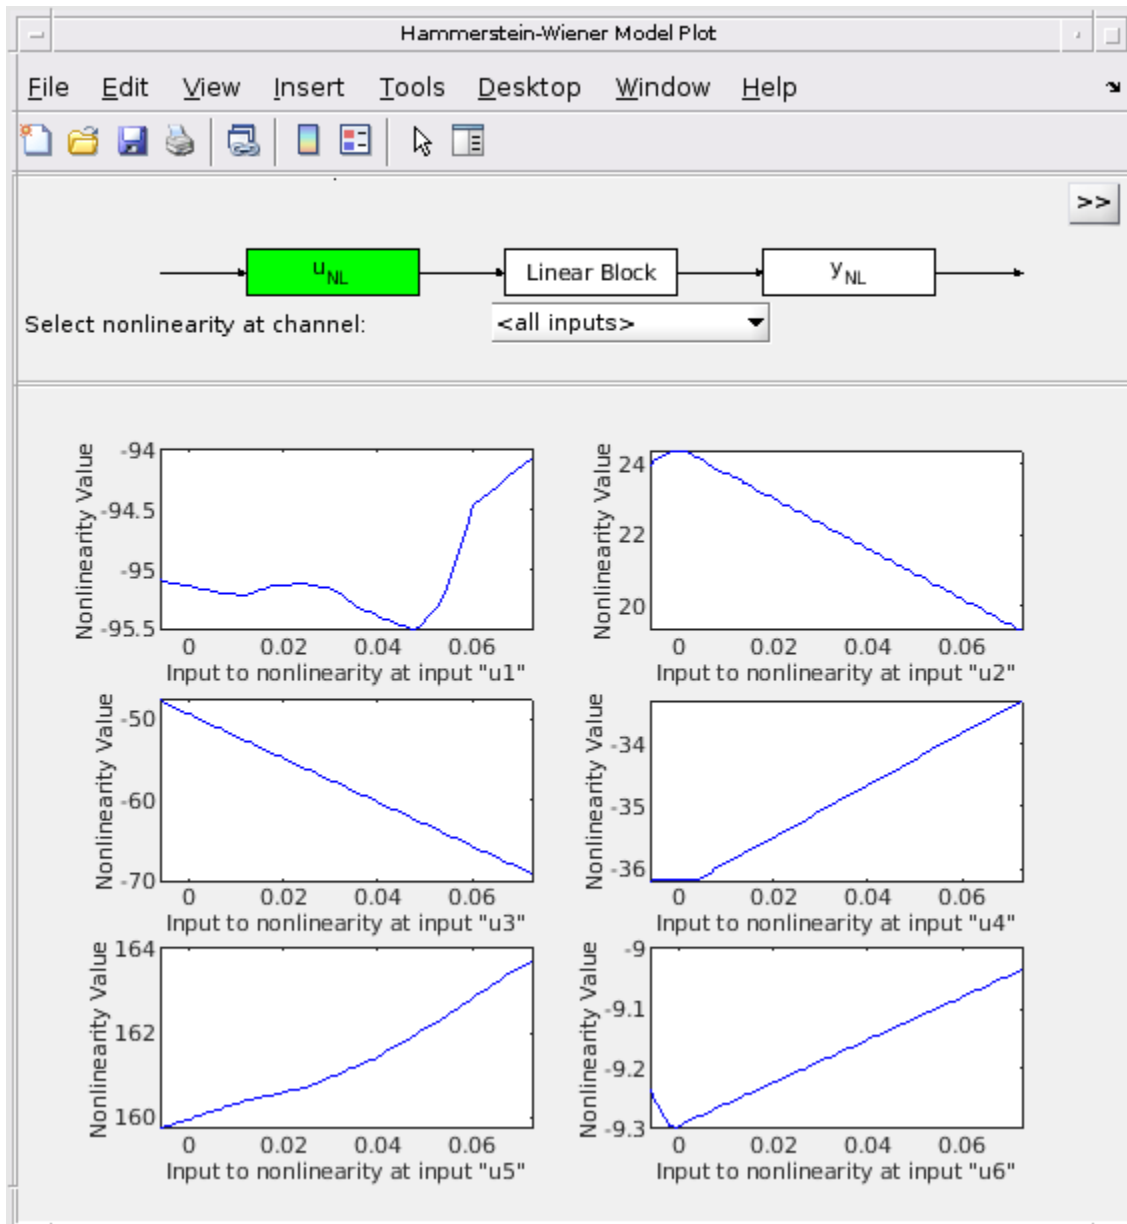 Hammerstein-Wiener Model Plot
File Edit View Insert Tools Desktop Window Help
>>
u NL Linear Block y NL
Select nonlinearity at channel: <all inputs>
Nonlinearity Value
-94
-94.5
-95
-95.5
0 0.02 0.04 0.06
Input to nonlinearity at input "u1"
Nonlinearity Value
24
22
20
0 0.02 0.04 0.06
Input to nonlinearity at input "u2"
Nonlinearity Value
-50
-60
-70
0 0.02 0.04 0.06
Input to nonlinearity at input "u3"
Nonlinearity Value
-34
-35
-36
0 0.02 0.04 0.06
Input to nonlinearity at input "u4"
Nonlinearity Value
164
162
160
0 0.02 0.04 0.06
Input to nonlinearity at input "u5"
Nonlinearity Value
-9
-9.1
-9.2
-9.3
0 0.02 0.04 0.06
Input to nonlinearity at input "u6"